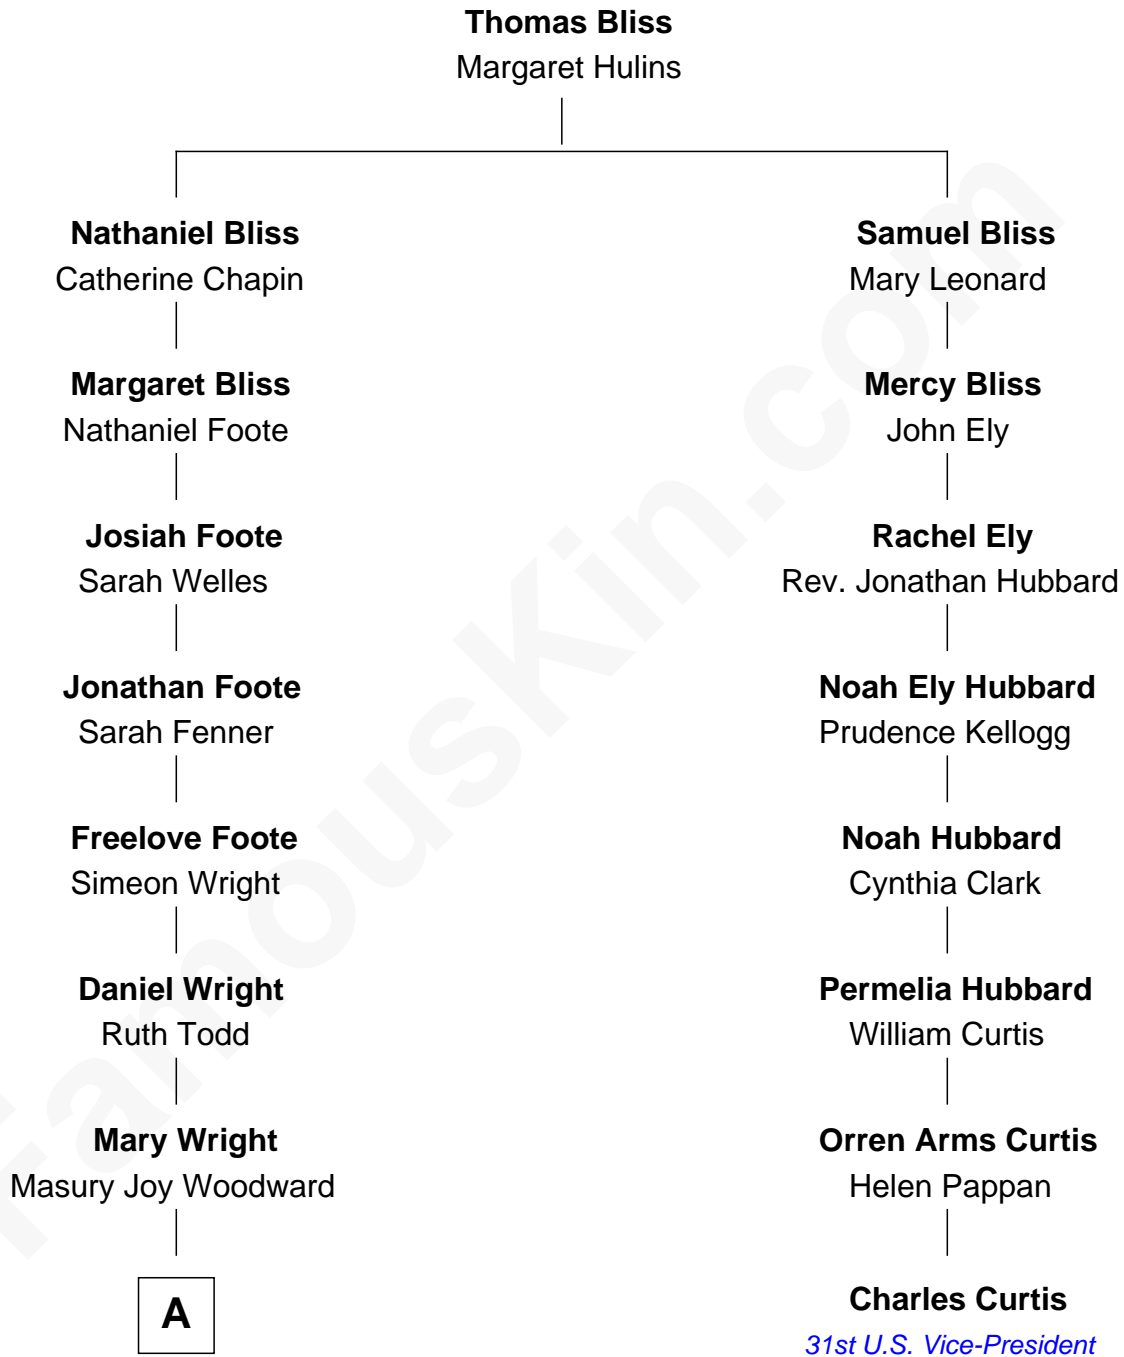 Thomas Bliss
Margaret Hulins
Nathaniel Bliss
Catherine Chapin
Samuel Bliss
Mary Leonard
Margaret Bliss
Nathaniel Foote
Mercy Bliss
John Ely
Josiah Foote
Sarah Welles
Rachel Ely
Rev. Jonathan Hubbard
Jonathan Foote
Sarah Fenner
Noah Ely Hubbard
Prudence Kellogg
Freelove Foote
Simeon Wright
Noah Hubbard
Cynthia Clark
Daniel Wright
Ruth Todd
Permelia Hubbard
William Curtis
Mary Wright
Masury Joy Woodward
Orren Arms Curtis
Helen Pappan
A
Charles Curtis
31st U.S. Vice-President
FamousKin.com